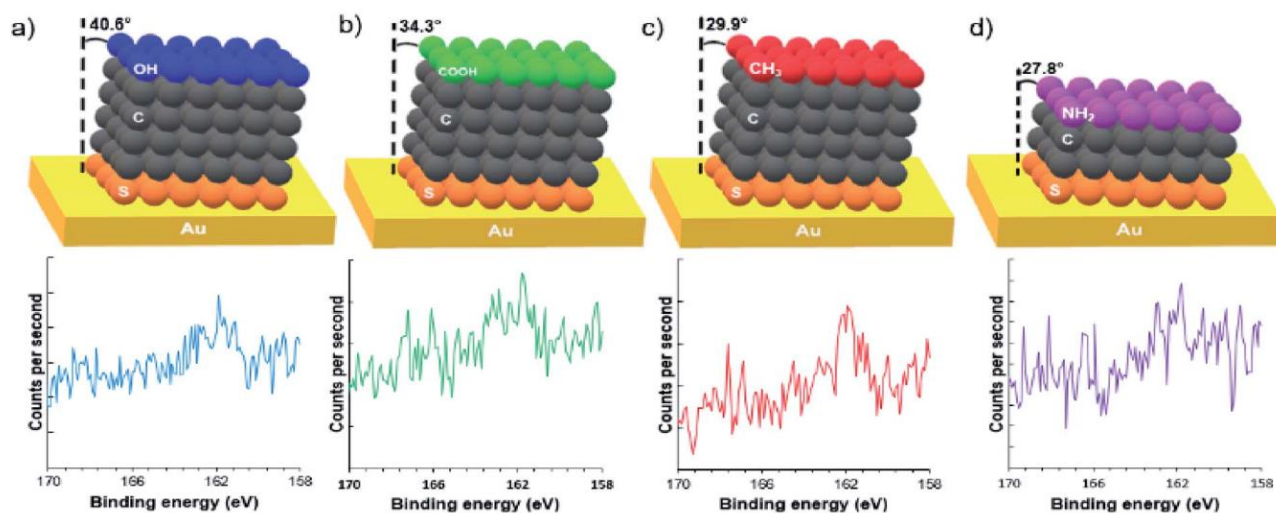 a) 40.6° b) 34.3° c) 29.9° d) 27.8°
OH COOH CH₃ NH₂
C C C C
S S S S
Au Au Au Au
Counts per second Counts per second Counts per second Counts per second
170 166 162 158 170 166 162 158 170 166 162 158 170 166 162 158
Binding energy (eV) Binding energy (eV) Binding energy (eV) Binding energy (eV)